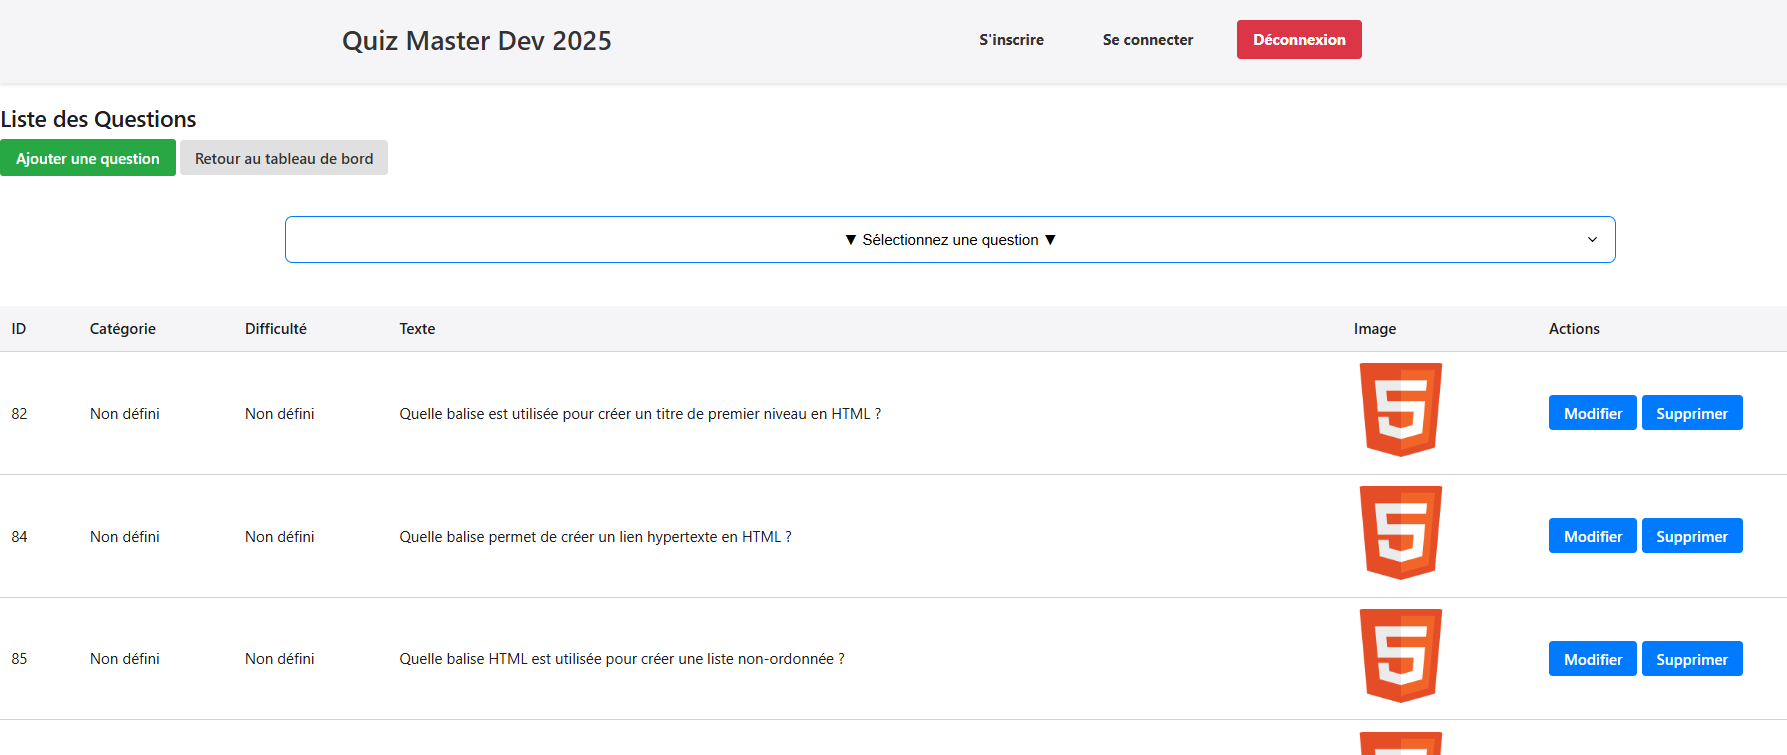 Quiz Master Dev 2025 S'inscrire Se connecter Déconnexion
Liste des Questions
Ajouter une question Retour au tableau de bord
▼ Sélectionnez une question ▼
ID Catégorie Difficulté Texte Image Actions
82 Non défini Non défini Quelle balise est utilisée pour créer un titre de premier niveau en HTML ? 5 Modifier Supprimer
84 Non défini Non défini Quelle balise permet de créer un lien hypertexte en HTML ? 5 Modifier Supprimer
85 Non défini Non défini Quelle balise HTML est utilisée pour créer une liste non-ordonnée ? 5 Modifier Supprimer